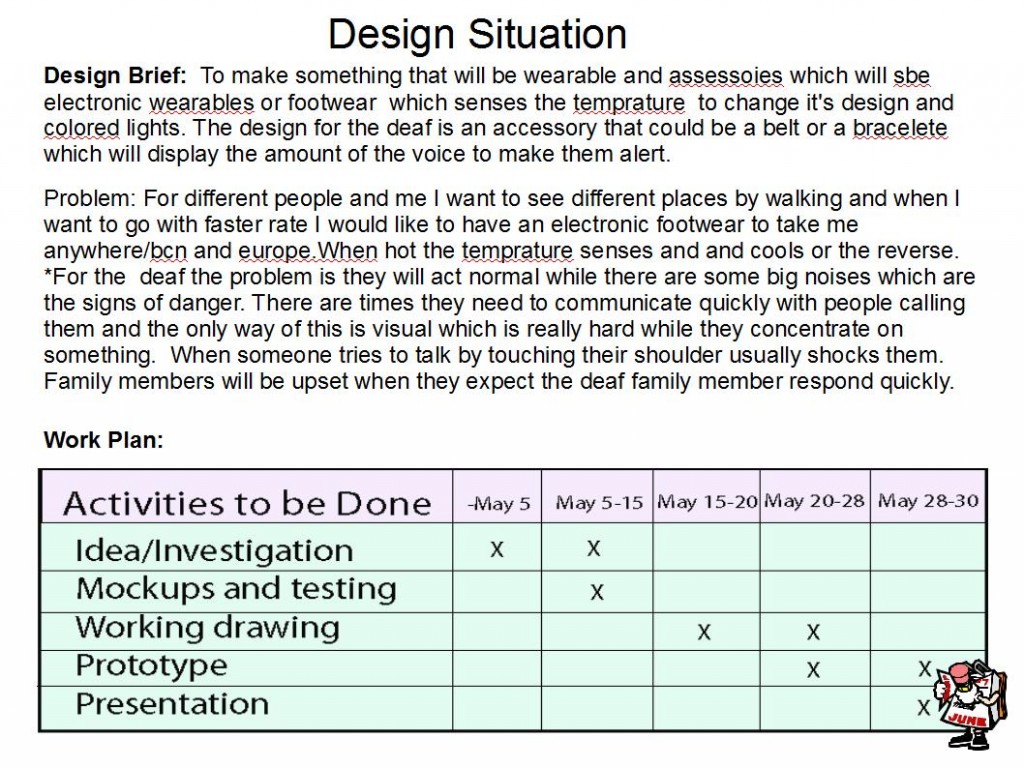 Design Situation
Design Brief:  To make something that will be wearable and assessoies which will sbe
electronic wearables or footwear  which senses the temprature  to change it's design and
colored lights. The design for the deaf is an accessory that could be a belt or a bracelete
which will display the amount of the voice to make them alert.
Problem: For different people and me I want to see different places by walking and when I
want to go with faster rate I would like to have an electronic footwear to take me
anywhere/bcn and europe.When hot the temprature senses and and cools or the reverse.
*For the  deaf the problem is they will act normal while there are some big noises which are
the signs of danger. There are times they need to communicate quickly with people calling
them and the only way of this is visual which is really hard while they concentrate on
something.  When someone tries to talk by touching their shoulder usually shocks them.
Family members will be upset when they expect the deaf family member respond quickly.
Work Plan:
Activities to be Done -May 5 May 5-15 May 15-20 May 20-28 May 28-30
Idea/Investigation X X
Mockups and testing X
Working drawing X X
Prototype X X
Presentation X
JUNE